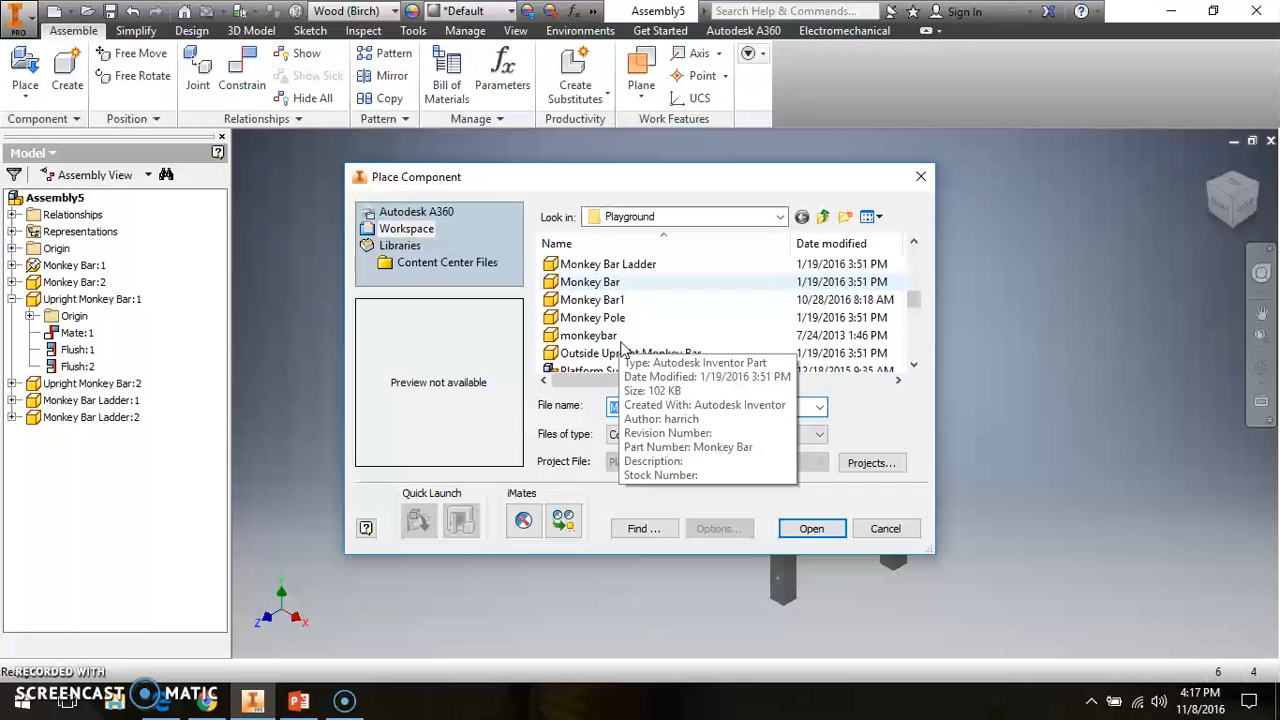 Wood (Birch)
*Default
Assembly5
Search Help & Commands...
Sign In
PRO
Assemble Simplify Design 3D Model Sketch Inspect Tools Manage View Environments Get Started Autodesk A360 Electromechanical
Place
Create
Free Move
Free Rotate
Joint
Constrain
Show
Show Sick
Hide All
Pattern
Mirror
Copy
Bill of
Materials
Parameters
Create
Substitutes
Plane
Axis
Point
UCS
Component Position Relationships Pattern Manage Productivity Work Features
Model
Assembly View
Assembly5
Relationships
Representations
Origin
Monkey Bar:1
Monkey Bar:2
Upright Monkey Bar:1
Origin
Mate:1
Flush:1
Flush:2
Upright Monkey Bar:2
Monkey Bar Ladder:1
Monkey Bar Ladder:2
Place Component
Autodesk A360
Workspace
Libraries
Content Center Files
Look in: Playground
Name Date modified
Monkey Bar Ladder 1/19/2016 3:51 PM
Monkey Bar 1/19/2016 3:51 PM
Monkey Bar1 10/28/2016 8:18 AM
Monkey Pole 1/19/2016 3:51 PM
monkeybar 7/24/2013 1:46 PM
Outside Upright Monkey Bar 1/19/2016 3:51 PM
12/18/2015 9:35 AM
Type: Autodesk Inventor Part
Date Modified: 1/19/2016 3:51 PM
Size: 102 KB
Created With: Autodesk Inventor
Author: harrich
Revision Number:
Part Number: Monkey Bar
Description:
Stock Number:
Preview not available
File name:
Files of type:
Project File:
Projects...
Quick Launch
iMates
Find ...
Options...
Open
Cancel
Z
X
RECORDED WITH
SCREENCAST MATIC
6 4
4:17 PM
11/8/2016